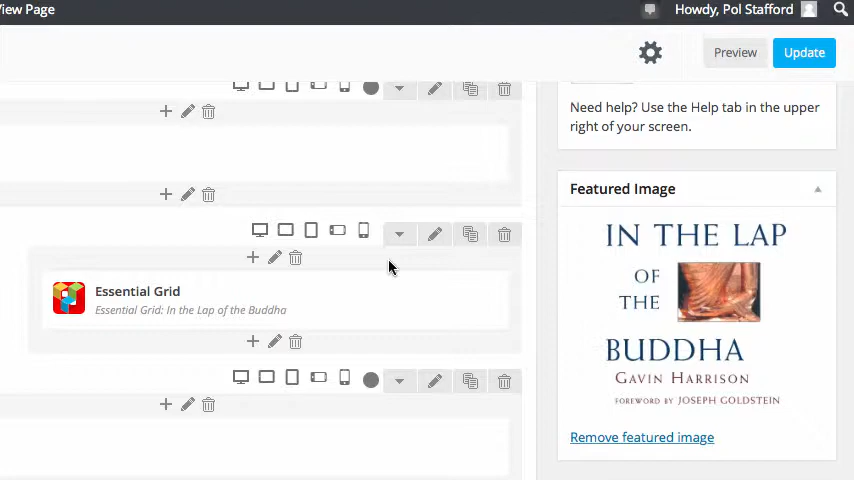 View Page
Howdy, Pol Stafford
Preview
Update
Need help? Use the Help tab in the upper
right of your screen.
Featured Image
IN THE LAP
OF
THE
BUDDHA
GAVIN HARRISON
FOREWORD BY JOSEPH GOLDSTEIN
Remove featured image
Essential Grid
Essential Grid: In the Lap of the Buddha